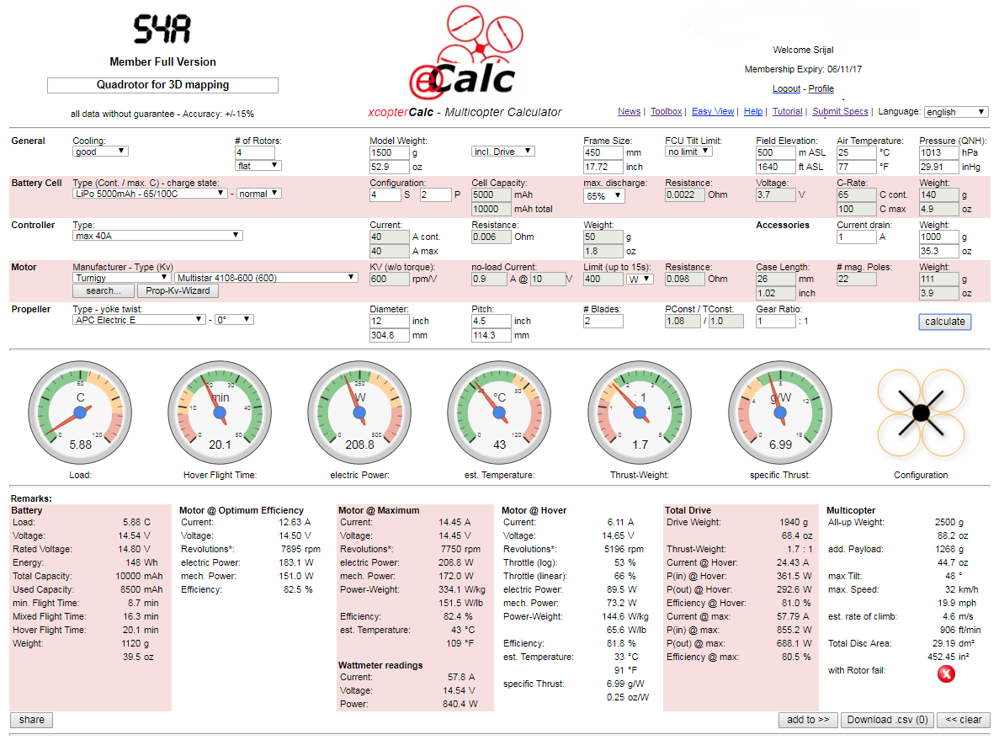 S4A
Member Full Version
Quadrotor for 3D mapping
all data without guarantee - Accuracy: +/-15%
eCalc
xcopterCalc - Multicopter Calculator
Welcome Srijal
Membership Expiry: 06/11/17
Logout - Profile
News | Toolbox | Easy View | Help | Tutorial | Submit Specs | Language: english
General Cooling: # of Rotors: Model Weight: Frame Size: FCU Tilt Limit: Field Elevation: Air Temperature: Pressure (QNH):
good 4 1500 g incl. Drive 450 mm no limit 500 m ASL 25 °C 1013 hPa
flat 52.9 oz 17.72 inch 1640 ft ASL 77 °F 29.91 inHg
Battery Cell Type (Cont. / max. C) - charge state: Configuration: Cell Capacity: max. discharge: Resistance: Voltage: C-Rate: Weight:
LiPo 5000mAh - 65/100C - normal 4 S 2 P 5000 mAh 85% 0.0022 Ohm 3.7 V 65 C cont. 140 g
10000 mAh total 100 C max 4.9 oz
Controller Type: Current: Resistance: Weight: Accessories Current drain: Weight:
max 40A 40 A cont. 0.006 Ohm 50 g 1 A 1000 g
40 A max 1.8 oz 35.3 oz
Motor Manufacturer - Type (Kv) KV (w/o torque): no-load Current: Limit (up to 15s): Resistance: Case Length: # mag. Poles: Weight:
Turnigy Multistar 4108-600 (600) 600 rpm/V 0.9 A @ 10 V 400 W 0.098 Ohm 26 mm 22 111 g
search... Prop-Kv-Wizard 1.02 inch 3.9 oz
Propeller Type - yoke twist: Diameter: Pitch: # Blades: PConst / TConst: Gear Ratio:
APC Electric E - 0° 12 inch 4.5 inch 2 1.08 / 1.0 1 : 1 calculate
304.8 mm 114.3 mm
60 C 0 120 5.88
10 20 30 40 min 0 50 20.1
250 W 0 500 208.8
40 80 °C 0 120 43
1 2 3 4 : 1 0 5 1.7
4 8 12 g/W 0 16 6.99
Load: Hover Flight Time: electric Power: est. Temperature: Thrust-Weight: specific Thrust: Configuration
Remarks:
Battery
Load: 5.88 C
Voltage: 14.54 V
Rated Voltage: 14.80 V
Energy: 148 Wh
Total Capacity: 10000 mAh
Used Capacity: 8500 mAh
min. Flight Time: 8.7 min
Mixed Flight Time: 16.3 min
Hover Flight Time: 20.1 min
Weight: 1120 g
39.5 oz
Motor @ Optimum Efficiency
Current: 12.63 A
Voltage: 14.50 V
Revolutions*: 7895 rpm
electric Power: 183.1 W
mech. Power: 151.0 W
Efficiency: 82.5 %
Motor @ Maximum
Current: 14.45 A
Voltage: 14.45 V
Revolutions*: 7750 rpm
electric Power: 208.8 W
mech. Power: 172.0 W
Power-Weight: 334.1 W/kg
151.5 W/lb
Efficiency: 82.4 %
est. Temperature: 43 °C
109 °F
Wattmeter readings
Current: 57.8 A
Voltage: 14.54 V
Power: 840.4 W
Motor @ Hover
Current: 6.11 A
Voltage: 14.65 V
Revolutions*: 5196 rpm
Throttle (log): 53 %
Throttle (linear): 66 %
electric Power: 89.5 W
mech. Power: 73.2 W
Power-Weight: 144.6 W/kg
65.6 W/lb
Efficiency: 81.8 %
est. Temperature: 33 °C
91 °F
specific Thrust: 6.99 g/W
0.25 oz/W
Total Drive
Drive Weight: 1940 g
68.4 oz
Thrust-Weight: 1.7 : 1
Current @ Hover: 24.43 A
P(in) @ Hover: 361.5 W
P(out) @ Hover: 292.6 W
Efficiency @ Hover: 81.0 %
Current @ max: 57.79 A
P(in) @ max: 855.2 W
P(out) @ max: 688.1 W
Efficiency @ max: 80.5 %
Multicopter
All-up Weight: 2500 g
88.2 oz
add. Payload: 1268 g
44.7 oz
max Tilt: 48 °
max. Speed: 32 km/h
19.9 mph
est. rate of climb: 4.6 m/s
906 ft/min
Total Disc Area: 29.19 dm²
452.45 in²
with Rotor fail:
share add to >> Download .csv (0) << clear